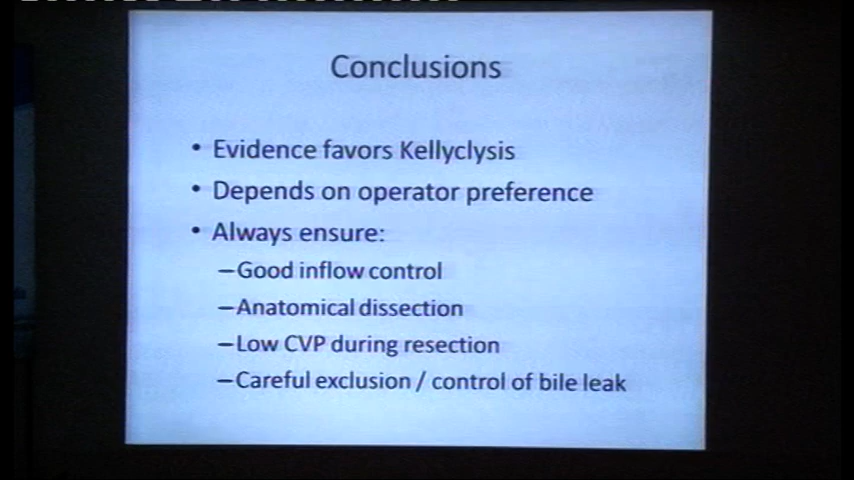 Conclusions
• Evidence favors Kellyclysis
• Depends on operator preference
• Always ensure:
–Good inflow control
–Anatomical dissection
–Low CVP during resection
–Careful exclusion / control of bile leak